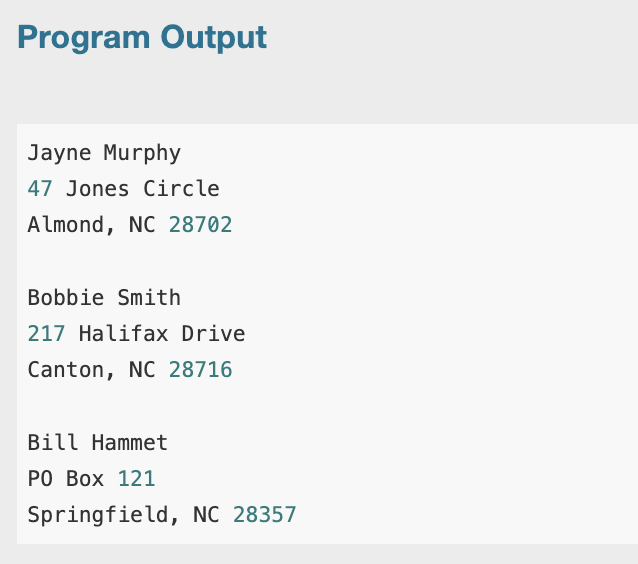 Program Output
Jayne Murphy
47 Jones Circle
Almond, NC 28702
Bobbie Smith
217 Halifax Drive
Canton, NC 28716
Bill Hammet
PO Box 121
Springfield, NC 28357